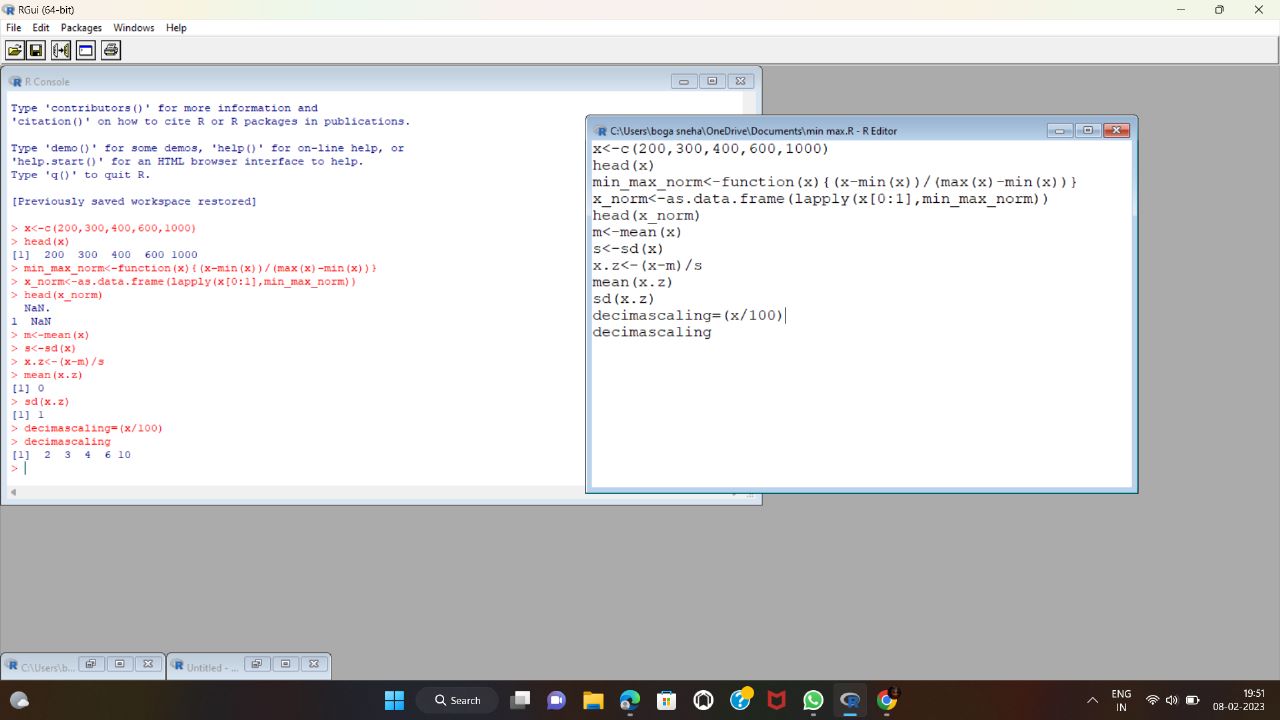 RGui (64-bit)
File Edit Packages Windows Help
R Console
Type 'contributors()' for more information and
'citation()' on how to cite R or R packages in publications.
Type 'demo()' for some demos, 'help()' for on-line help, or
'help.start()' for an HTML browser interface to help.
Type 'q()' to quit R.
[Previously saved workspace restored]
> x<-c(200,300,400,600,1000)
> head(x)
[1]  200  300  400  600 1000
> min_max_norm<-function(x){(x-min(x))/(max(x)-min(x))}
> x_norm<-as.data.frame(lapply(x[0:1],min_max_norm))
> head(x_norm)
  NaN.
1  NaN
> m<-mean(x)
> s<-sd(x)
> x.z<-(x-m)/s
> mean(x.z)
[1] 0
> sd(x.z)
[1] 1
> decimascaling=(x/100)
> decimascaling
[1]  2  3  4  6 10
>
C:\Users\boga sneha\OneDrive\Documents\min max.R - R Editor
x<-c(200,300,400,600,1000)
head(x)
min_max_norm<-function(x){(x-min(x))/(max(x)-min(x))}
x_norm<-as.data.frame(lapply(x[0:1],min_max_norm))
head(x_norm)
m<-mean(x)
s<-sd(x)
x.z<-(x-m)/s
mean(x.z)
sd(x.z)
decimascaling=(x/100)
decimascaling
C:\Users\b...
Untitled - ...
Search
ENG
IN
19:51
08-02-2023